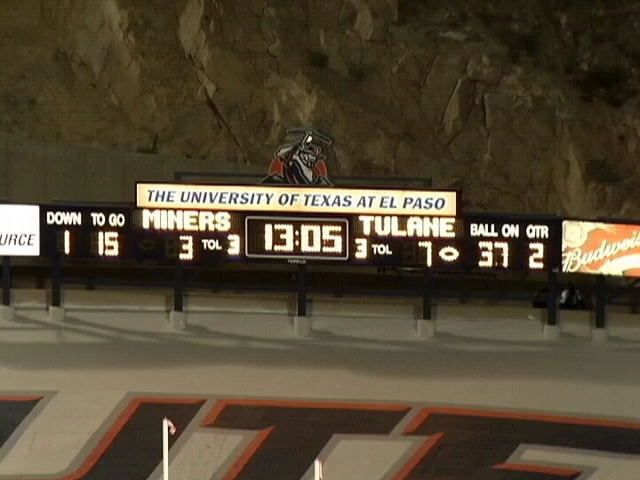 THE UNIVERSITY OF TEXAS AT EL PASO
URCE
DOWN TO GO MINERS 13:05 TULANE BALL ON QTR
1 15 3 TOL 3 3 TOL 7 37 2
Budweis
UTE